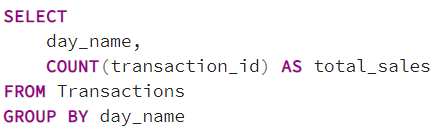 SELECT
    day_name,
    COUNT(transaction_id) AS total_sales
FROM Transactions
GROUP BY day_name